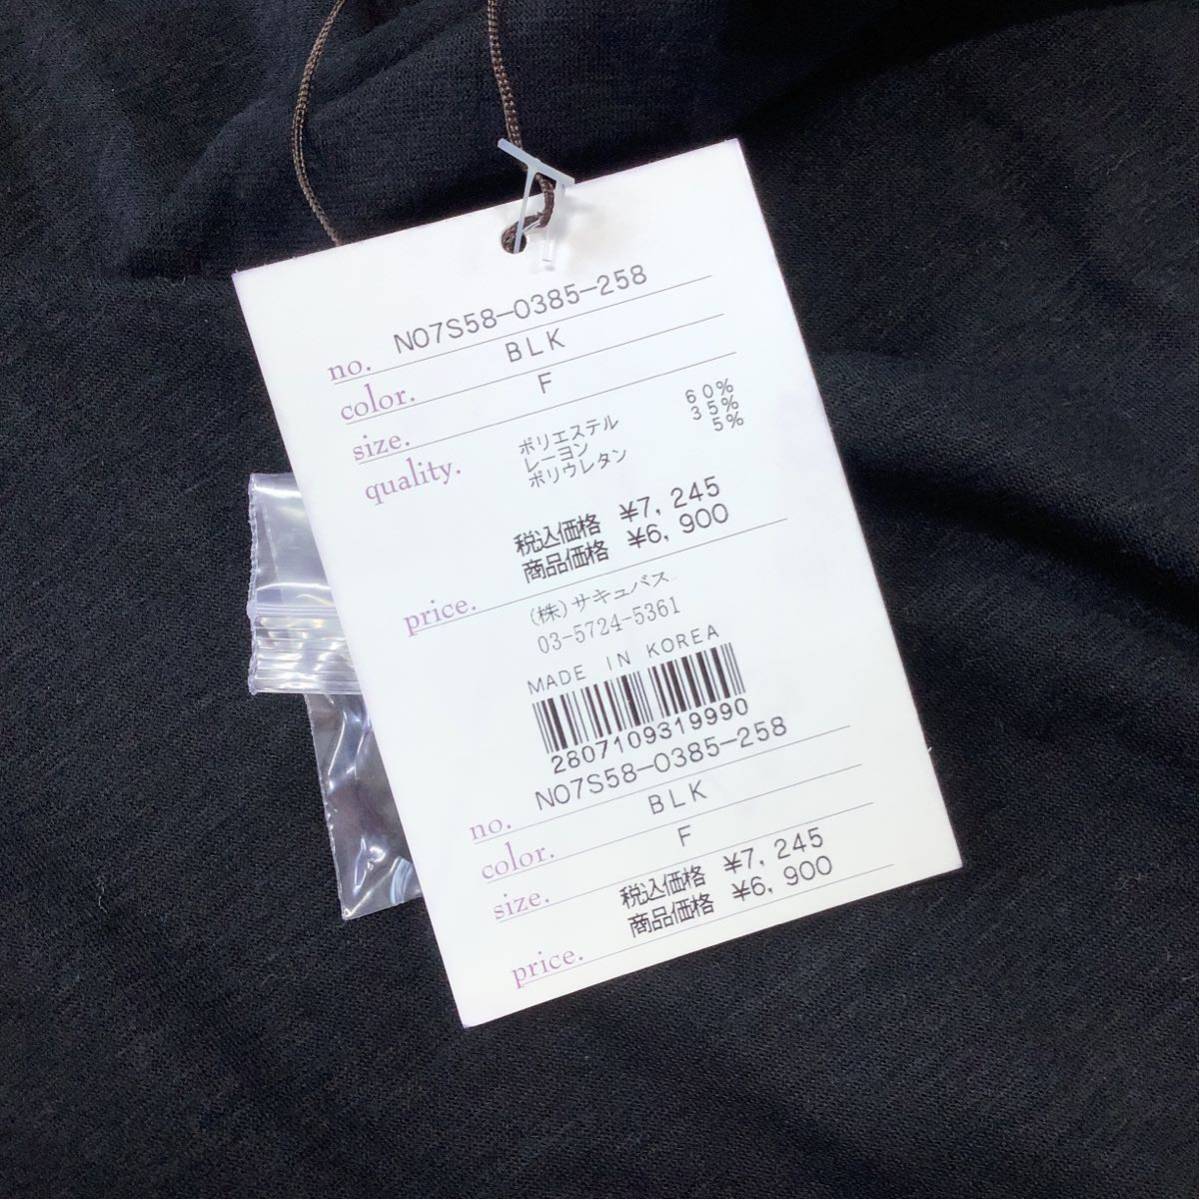 no. N07S58-0385-258
color. BLK
size. F
quality. ポリエステル 60%
レーヨン 35%
ポリウレタン 5%
税込価格 ¥7,245
商品価格 ¥6,900
price.
(株)サキュバス
03-5724-5361
MADE IN KOREA
2807109319990
no. N07S58-0385-258
color. BLK
size. F
税込価格 ¥7,245
商品価格 ¥6,900
price.